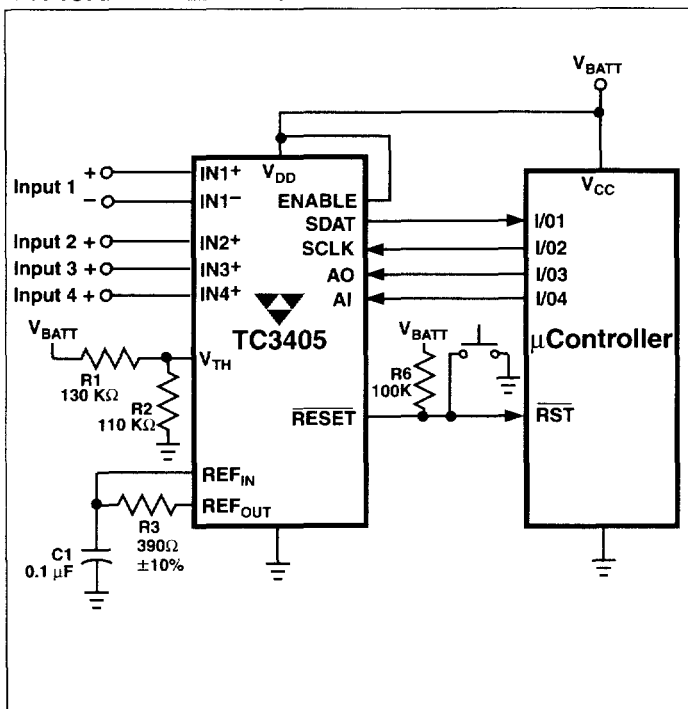 V_BATT
V_DD
V_CC
Input 1 + IN1+
− IN1−
Input 2 + IN2+
Input 3 + IN3+
Input 4 + IN4+
ENABLE
SDAT I/01
SCLK I/02
AO I/03
AI I/04
TC3405
μController
V_BATT
R1
130 KΩ
V_TH
R2
110 KΩ
V_BATT
R6
100K
RESET
RST
REF_IN
REF_OUT
R3
390Ω
±10%
C1
0.1 μF